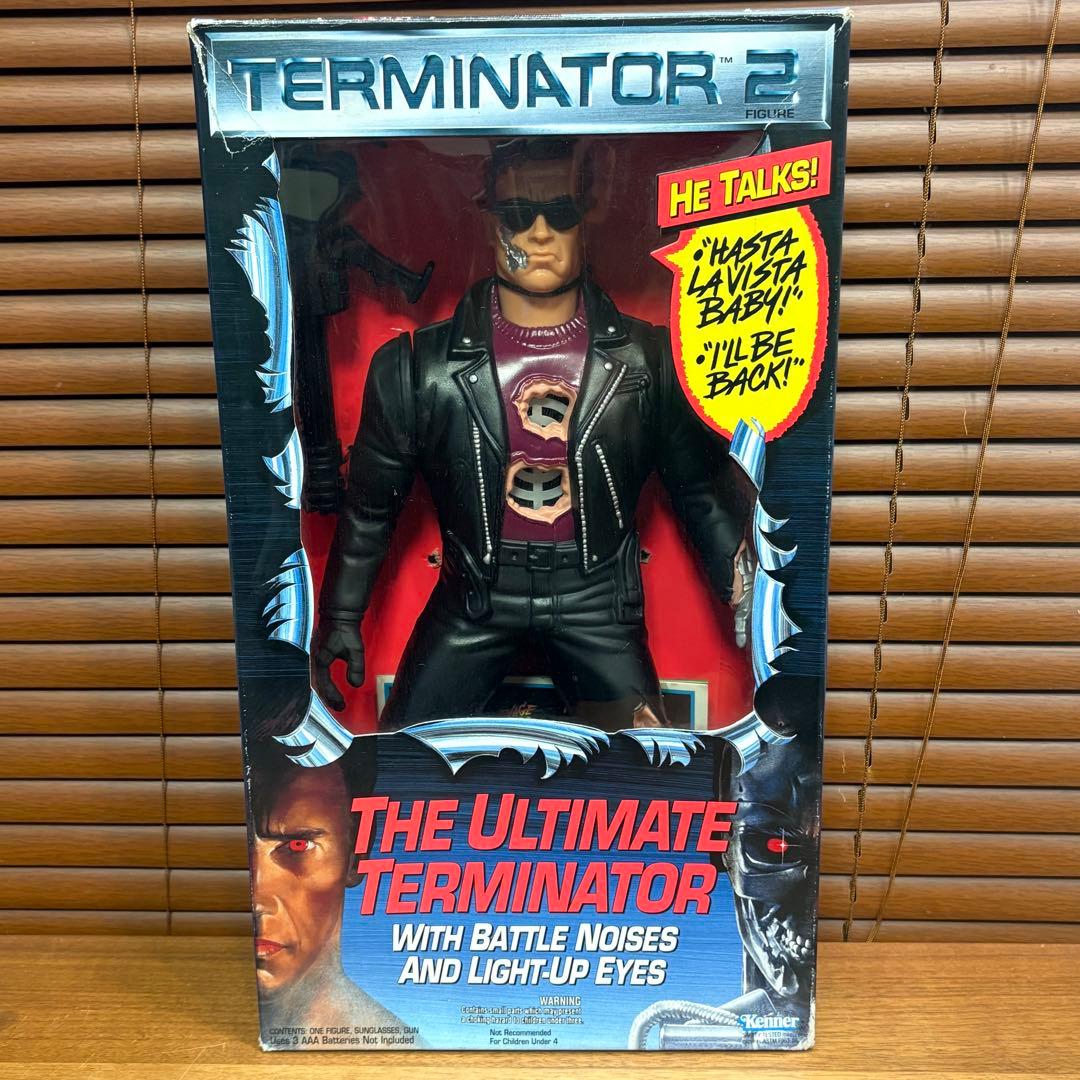 TERMINATOR™ 2
FIGURE
HE TALKS!
•"HASTA
LA VISTA
BABY!"
•"I'LL BE
BACK!"
AGE
THE ULTIMATE
TERMINATOR
WITH BATTLE NOISES
AND LIGHT-UP EYES
WARNING
Contains small parts which may present
a choking hazard to children under three.
Not Recommended
For Children Under 4
CONTENTS: ONE FIGURE, SUNGLASSES, GUN
Uses 3 AAA Batteries Not Included
Kenner